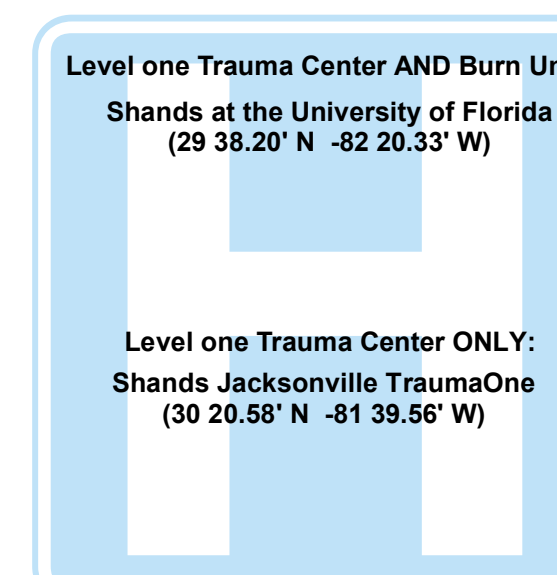 Level one Trauma Center AND Burn
Shands at the University of Florida
(29 38.20' N -82 20.33' W)
Level one Trauma Center ONLY:
Shands Jacksonville TraumaOne
(30 20.58' N -81 39.56' W)